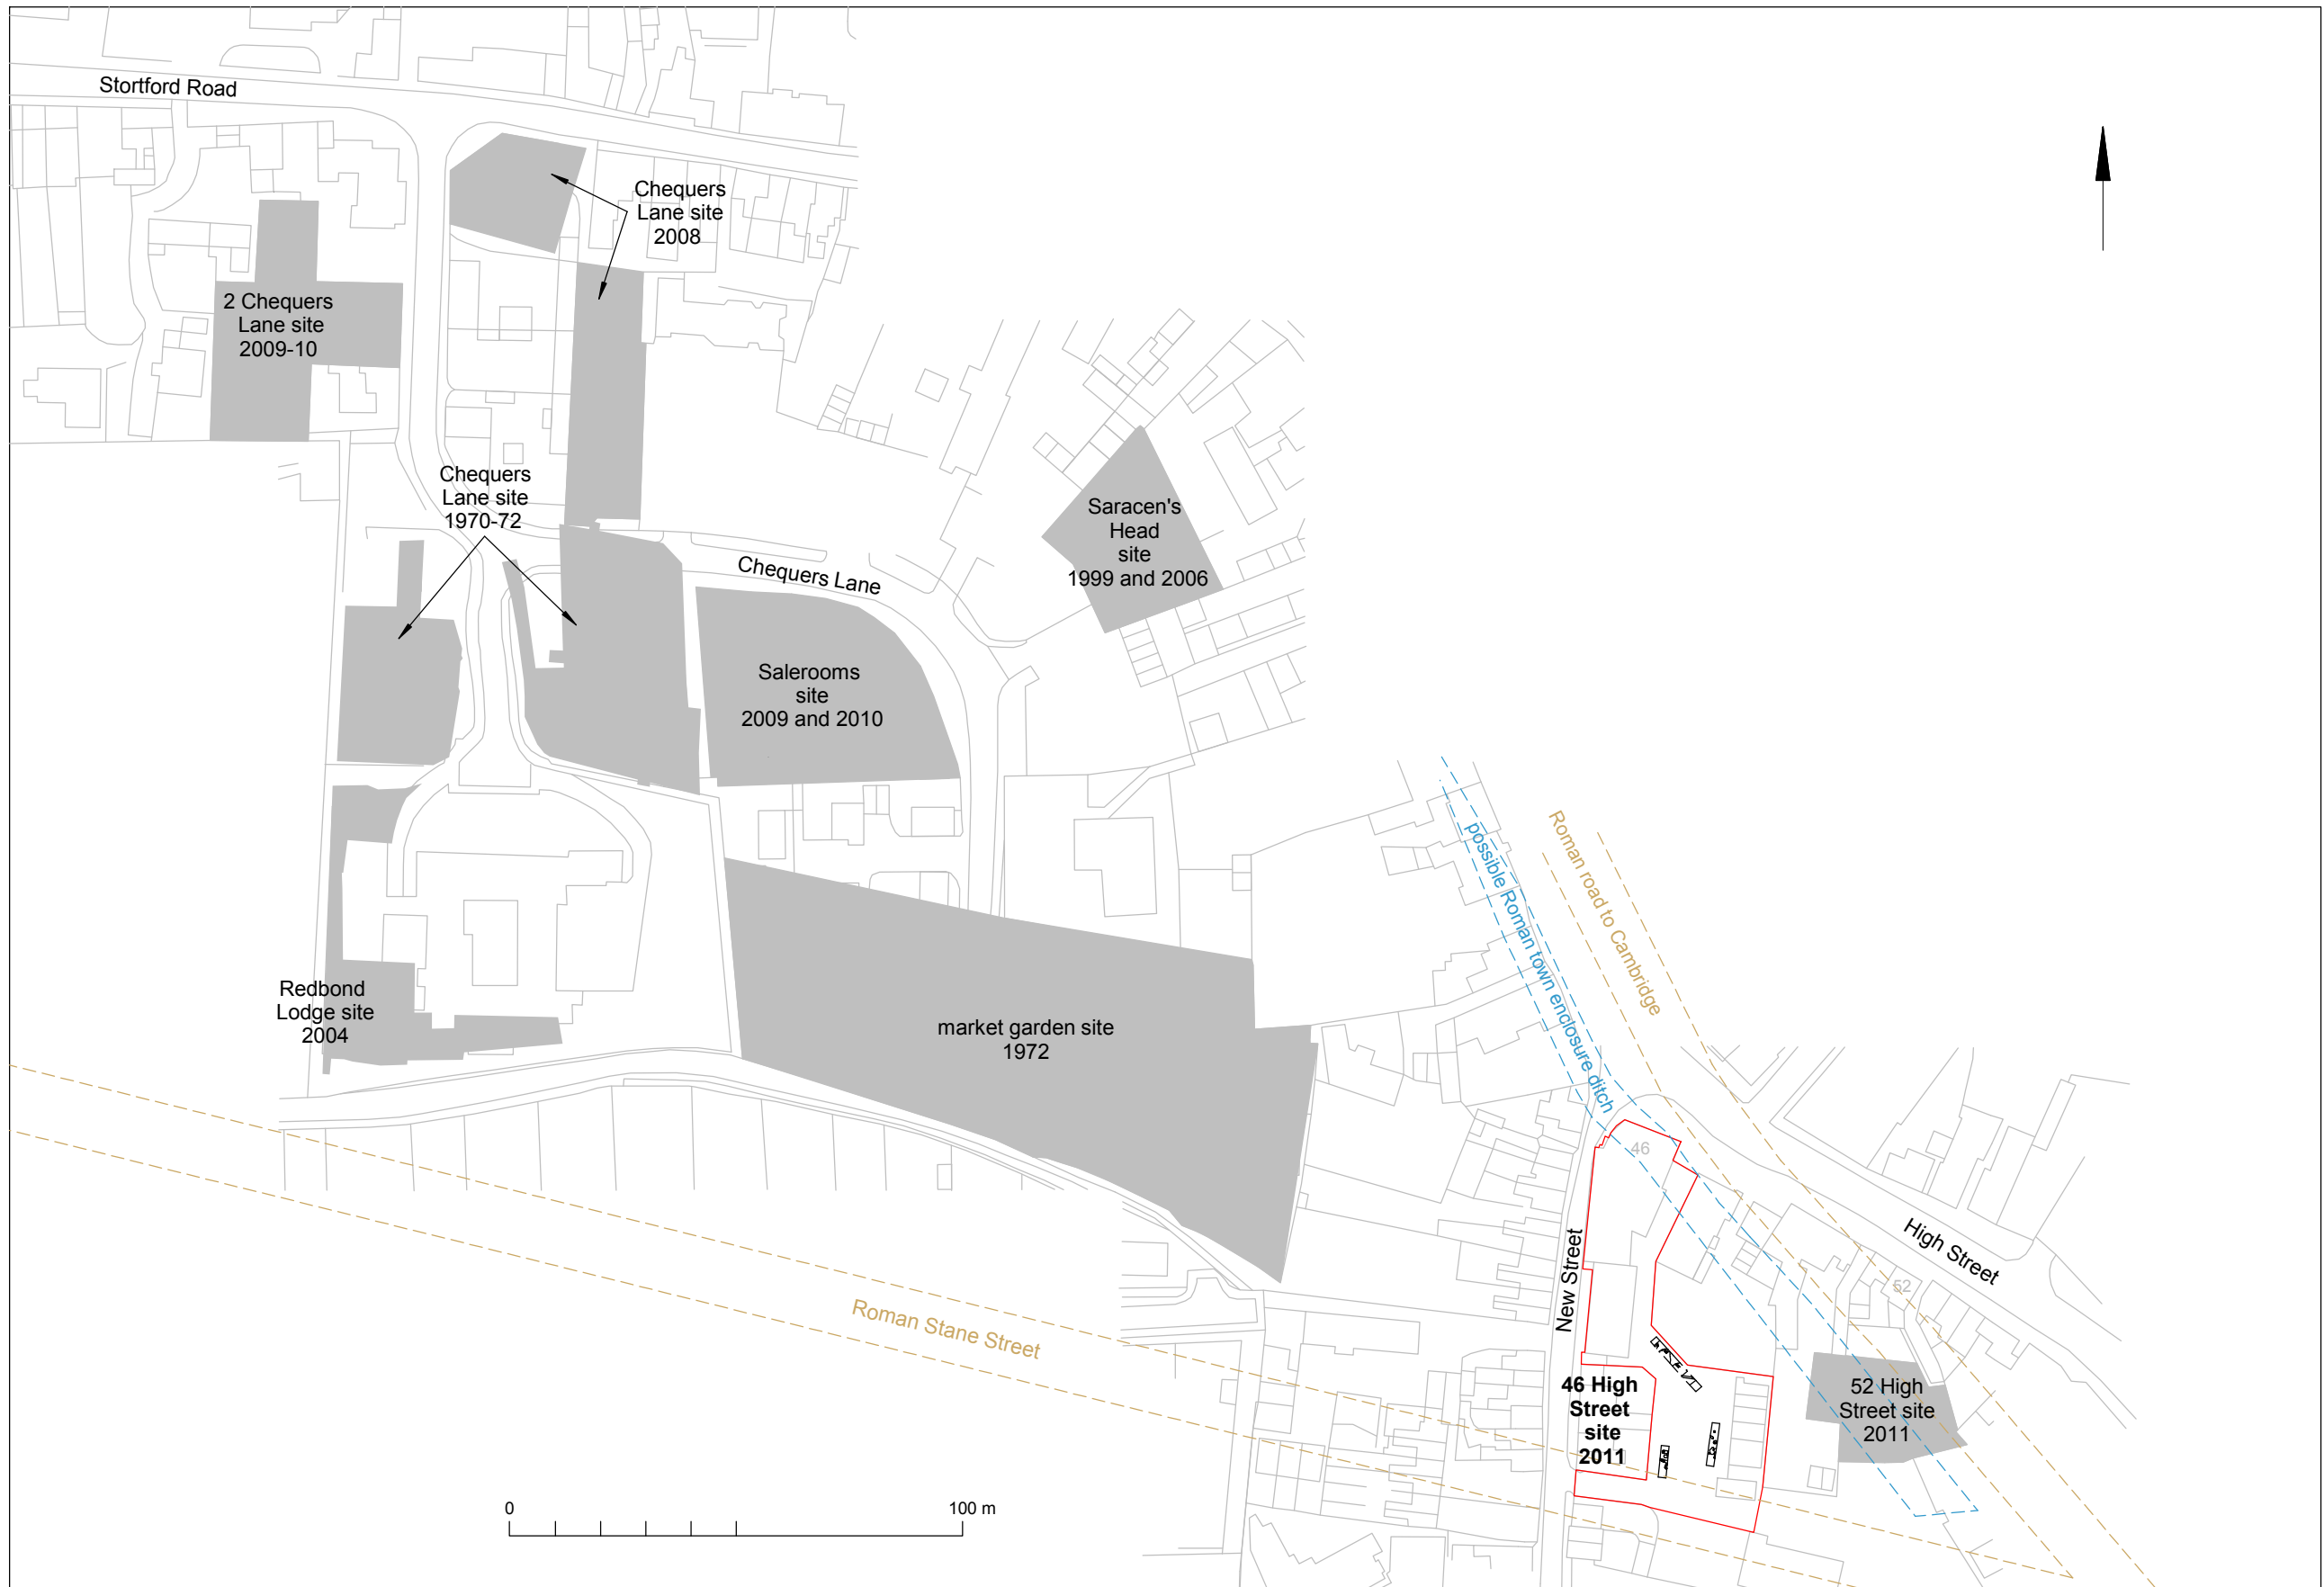 Stortford Road
Chequers
Lane site
2008
2 Chequers
Lane site
2009-10
Chequers
Lane site
1970-72
Saracen's
Head
site
1999 and 2006
Chequers Lane
Salerooms
site
2009 and 2010
possible Roman town enclosure ditch
Roman road to Cambridge
Redbond
Lodge site
2004
market garden site
1972
46
High Street
New Street
52
Roman Stane Street
46 High
Street
site
2011
52 High
Street site
2011
0
100 m